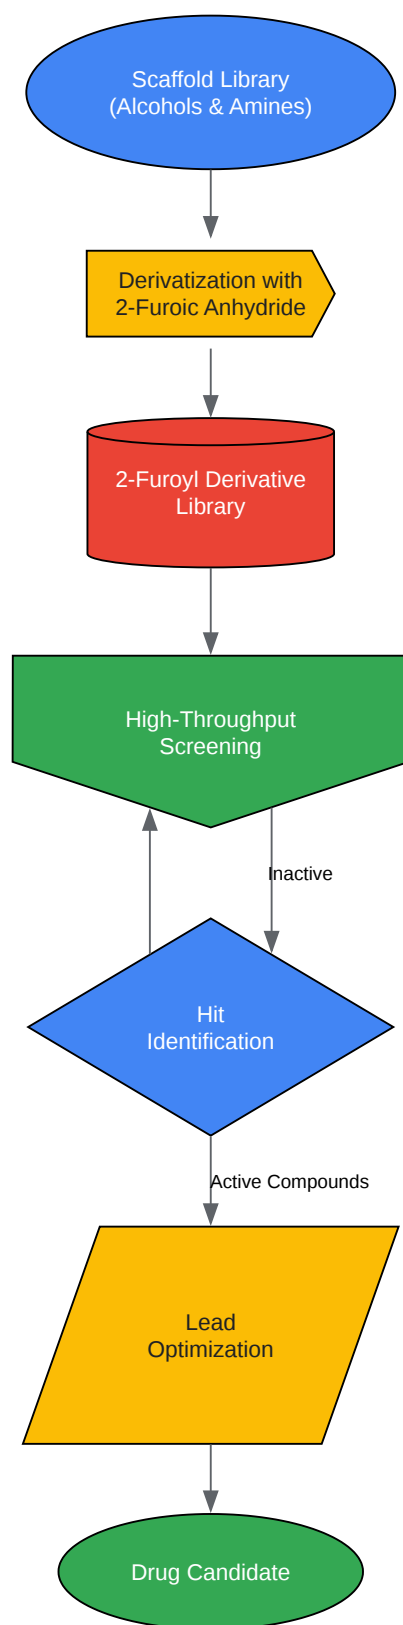 Scaffold Library
(Alcohols & Amines)
Derivatization with
2-Furoic Anhydride
2-Furoyl Derivative
Library
High-Throughput
Screening
Inactive
Hit
Identification
Active Compounds
Lead
Optimization
Drug Candidate